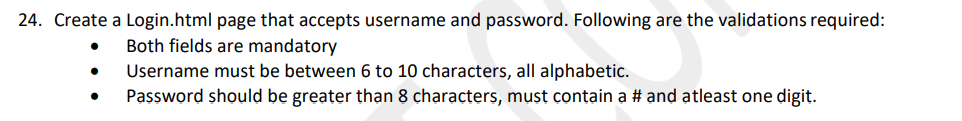 24. Create a Login.html page that accepts username and password. Following are the validations required:
• Both fields are mandatory
• Username must be between 6 to 10 characters, all alphabetic.
• Password should be greater than 8 characters, must contain a # and atleast one digit.